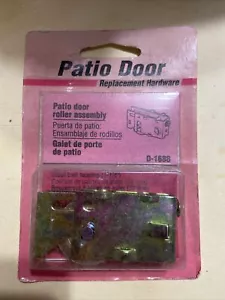 Patio Door
Replacement Hardware
Patio door
roller assembly
Puerta de patio:
Ensamblaje de rodillos
Galet de porte
de patio
D-1688